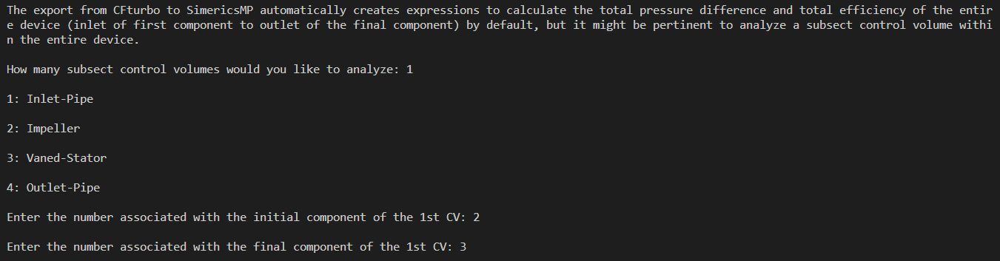 The export from CFturbo to SimericsMP automatically creates expressions to calculate the total pressure difference and total efficiency of the entir
e device (inlet of first component to outlet of the final component) by default, but it might be pertinent to analyze a subsect control volume withi
n the entire device.
How many subsect control volumes would you like to analyze: 1
1: Inlet-Pipe
2: Impeller
3: Vaned-Stator
4: Outlet-Pipe
Enter the number associated with the initial component of the 1st CV: 2
Enter the number associated with the final component of the 1st CV: 3